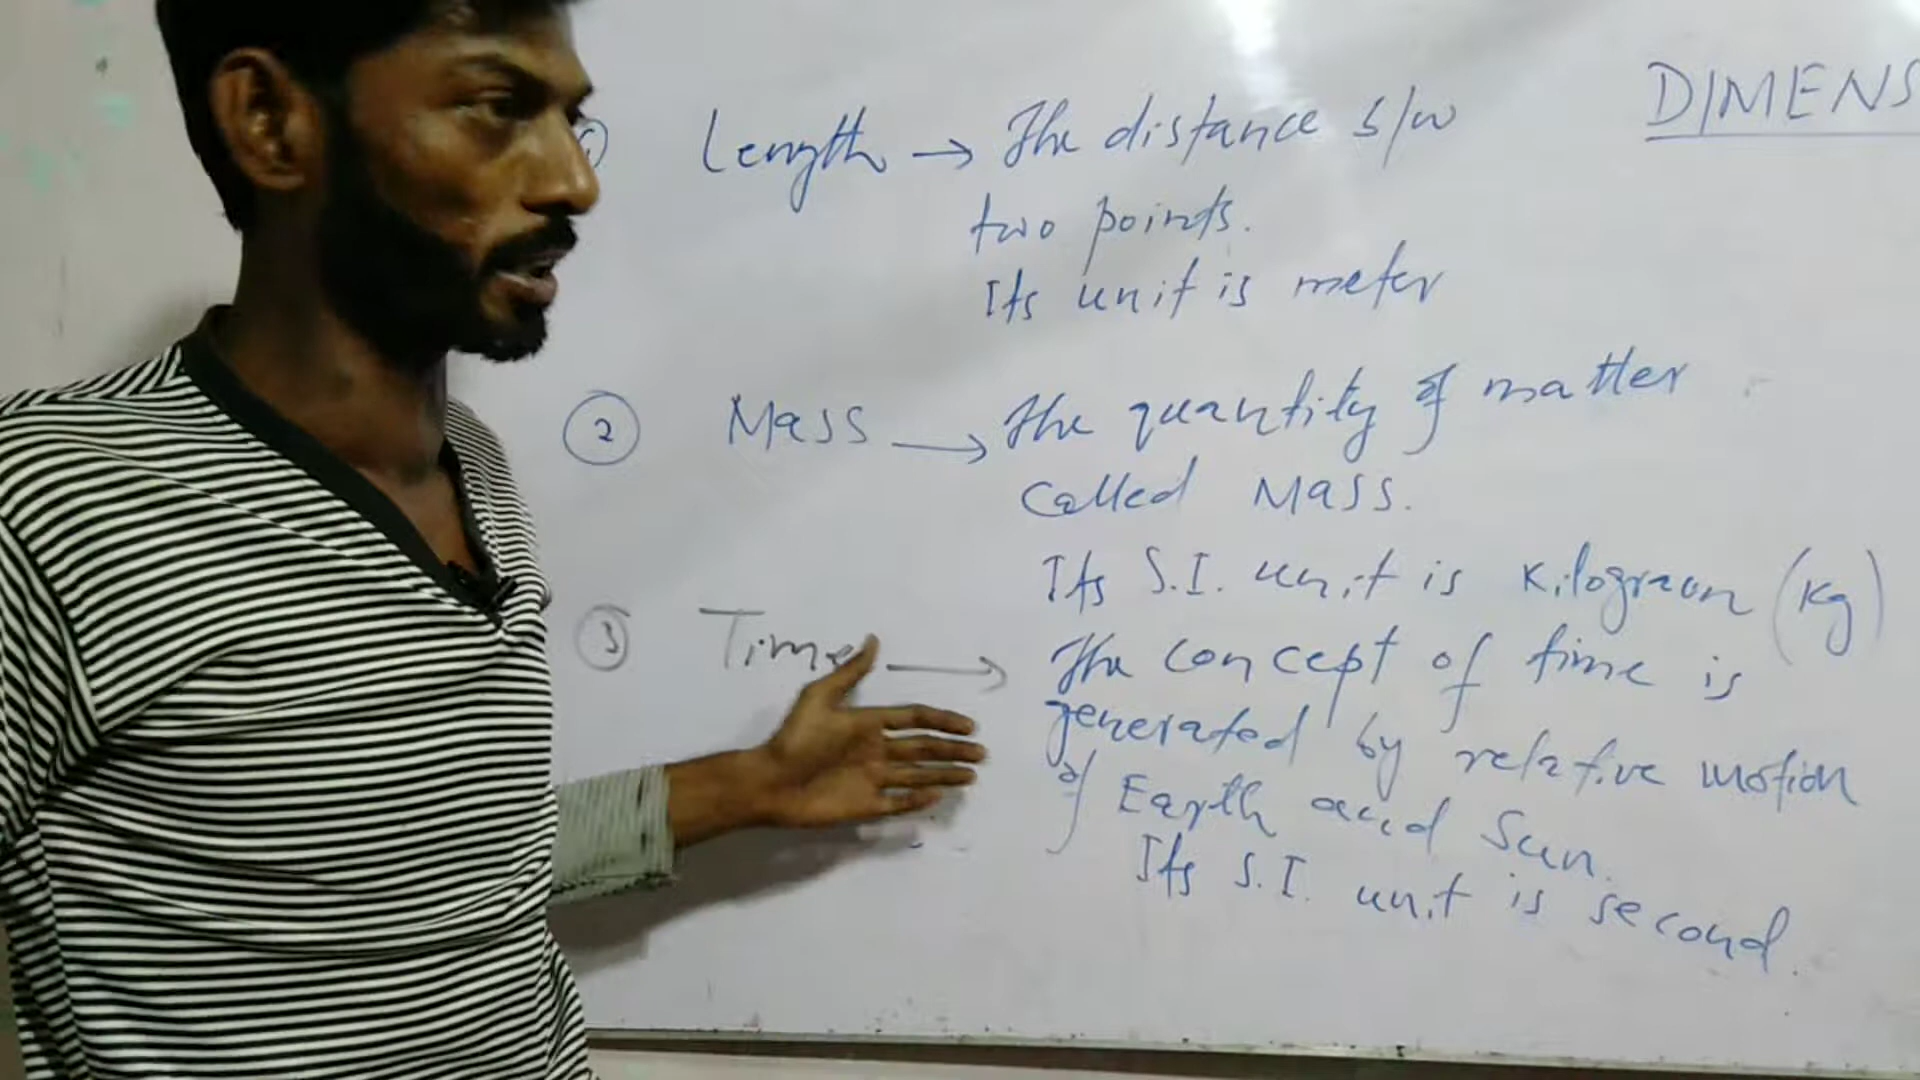 DIMENS
① Length → The distance b/w
two points.
Its unit is meter
② Mass → The quantity of matter
called Mass.
Its S.I. unit is Kilogram (Kg)
③ Time → The concept of time is
generated by relative motion
of Earth and Sun.
Its S.I. unit is second.